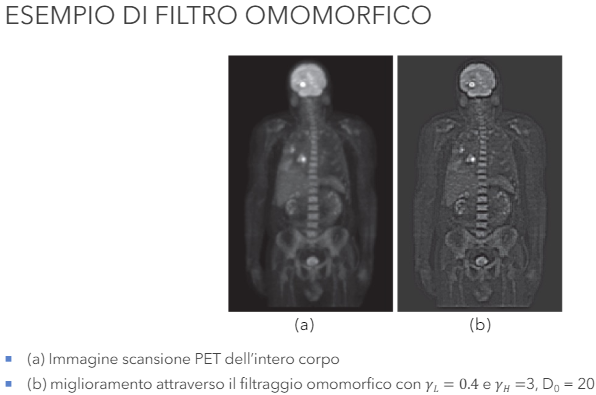 ESEMPIO DI FILTRO OMOMORFICO
(a) (b)
(a) Immagine scansione PET dell'intero corpo
(b) miglioramento attraverso il filtraggio omomorfico con γL = 0.4 e γH =3, D0 = 20